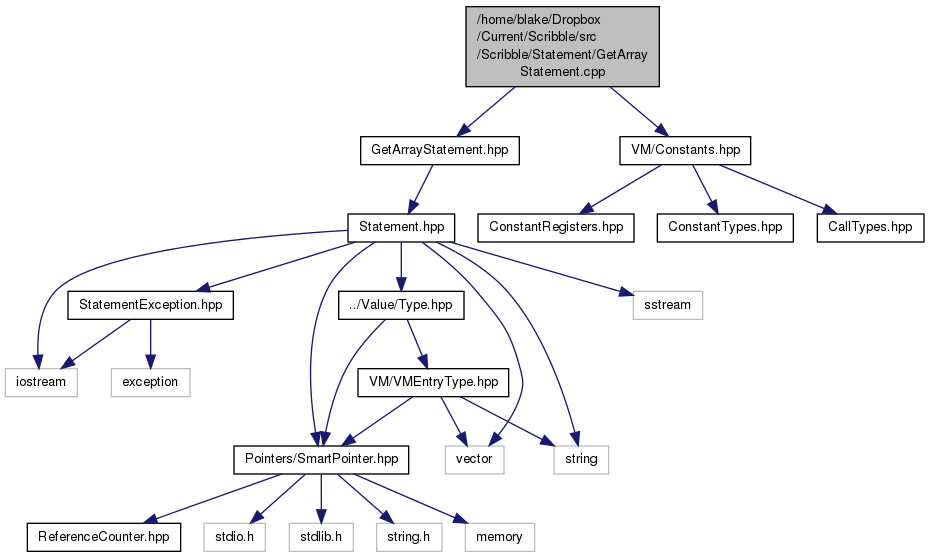 /home/blake/Dropbox
/Current/Scribble/src
/Scribble/Statement/GetArray
Statement.cpp
GetArrayStatement.hpp
VM/Constants.hpp
Statement.hpp
ConstantRegisters.hpp
ConstantTypes.hpp
CallTypes.hpp
StatementException.hpp
../Value/Type.hpp
sstream
iostream
exception
VM/VMEntryType.hpp
Pointers/SmartPointer.hpp
vector
string
ReferenceCounter.hpp
stdio.h
stdlib.h
string.h
memory